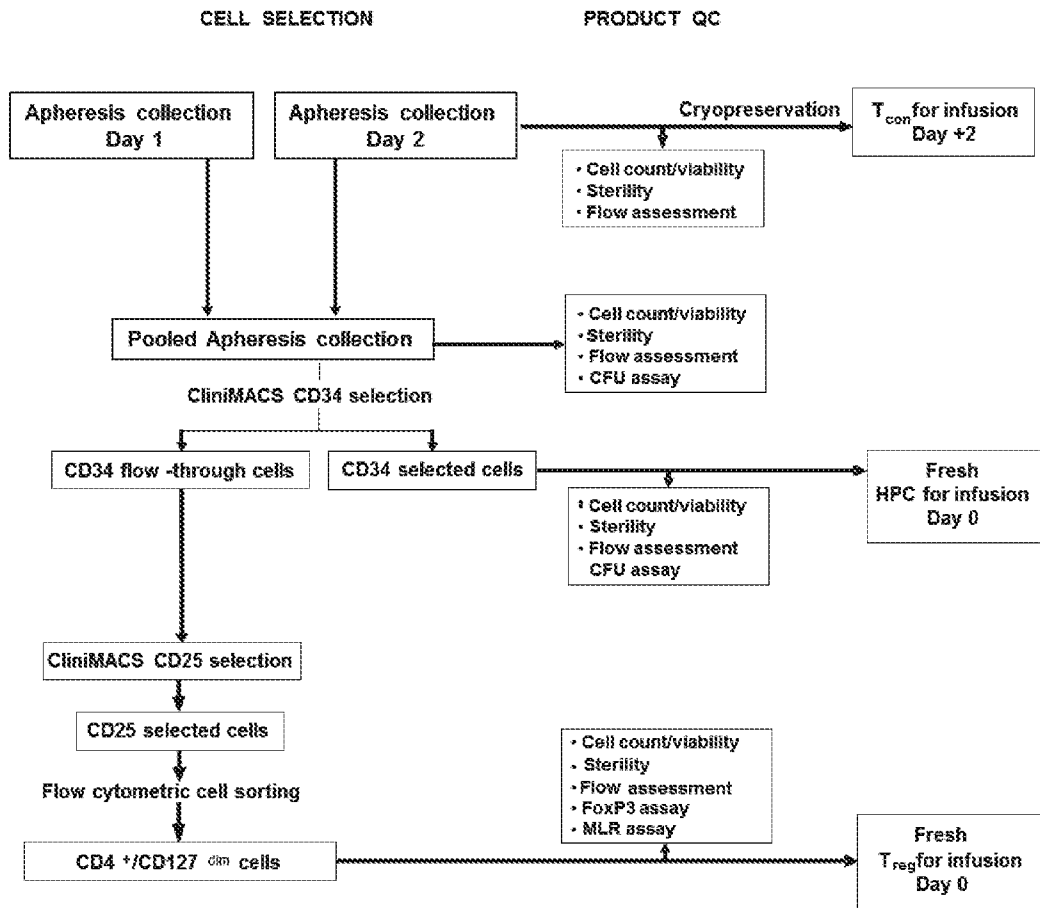 CELL SELECTION
PRODUCT QC
Apheresis collection
Day 1
Apheresis collection
Day 2
Cryopreservation
Tcon for infusion
Day +2
· Cell count/viability
· Sterility
· Flow assessment
Pooled Apheresis collection
· Cell count/viability
· Sterility
· Flow assessment
· CFU assay
CliniMACS CD34 selection
CD34 flow -through cells
CD34 selected cells
Fresh
HPC for infusion
Day 0
· Cell count/viability
· Sterility
· Flow assessment
CFU assay
CliniMACS CD25 selection
CD25 selected cells
Flow cytometric cell sorting
CD4 +/CD127 dim cells
· Cell count/viability
· Sterility
· Flow assessment
· FoxP3 assay
· MLR assay
Fresh
Treg for infusion
Day 0